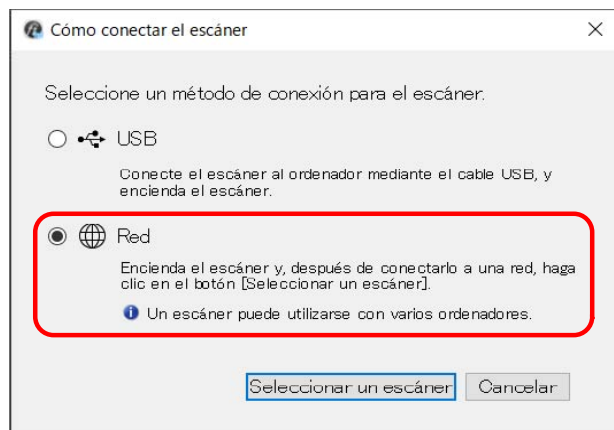 Cómo conectar el escáner
Seleccione un método de conexión para el escáner.
USB
Conecte el escáner al ordenador mediante el cable USB, y
encienda el escáner.
Red
Encienda el escáner y, después de conectarlo a una red, haga
clic en el botón [Seleccionar un escáner].
Un escáner puede utilizarse con varios ordenadores.
Seleccionar un escáner Cancelar